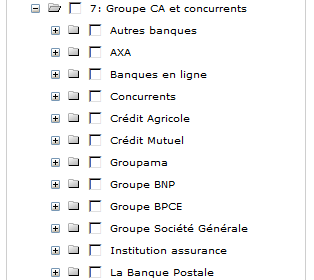 7: Groupe CA et concurrents
Autres banques
AXA
Banques en ligne
Concurrents
Crédit Agricole
Crédit Mutuel
Groupama
Groupe BNP
Groupe BPCE
Groupe Société Générale
Institution assurance
La Banque Postale